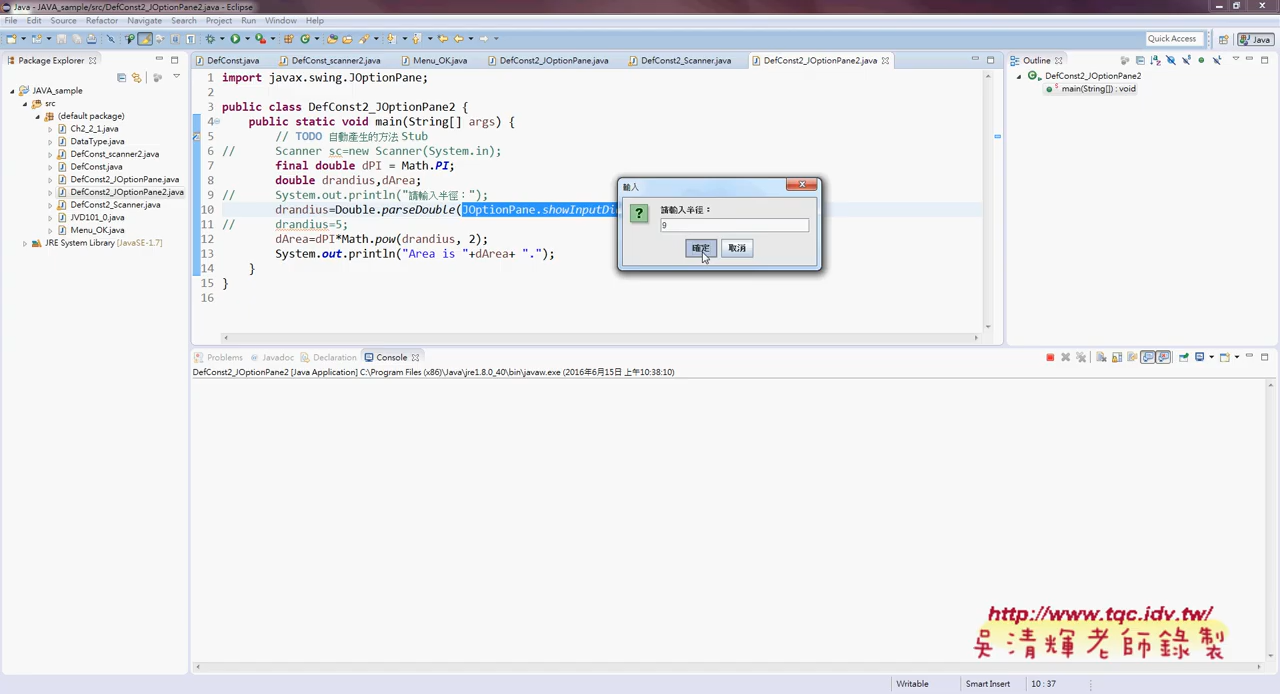 Java - JAVA_sample/src/DefConst2_JOptionPane2.java - Eclipse
File Edit Source Refactor Navigate Search Project Run Window Help
Quick Access
Java
Package Explorer
JAVA_sample
src
(default package)
Ch2_2_1.java
DataType.java
DefConst_scanner2.java
DefConst.java
DefConst2_JOptionPane.java
DefConst2_JOptionPane2.java
DefConst2_Scanner.java
JVD101_0.java
Menu_OK.java
JRE System Library [JavaSE-1.7]
DefConst.java DefConst_scanner2.java Menu_OK.java DefConst2_JOptionPane.java DefConst2_Scanner.java DefConst2_JOptionPane2.java
1 import javax.swing.JOptionPane;
2
3 public class DefConst2_JOptionPane2 {
4 public static void main(String[] args) {
5 // TODO 自動產生的方法 Stub
6 // Scanner sc=new Scanner(System.in);
7 final double dPI = Math.PI;
8 double drandius,dArea;
9 // System.out.println("請輸入半徑：");
10 drandius=Double.parseDouble(JOptionPane.showInputDi
11 // drandius=5;
12 dArea=dPI*Math.pow(drandius, 2);
13 System.out.println("Area is "+dArea+ ".");
14 }
15 }
16
輸入
請輸入半徑：
9
確定 取消
Outline
DefConst2_JOptionPane2
main(String[]) : void
Problems Javadoc Declaration Console
DefConst2_JOptionPane2 [Java Application] C:\Program Files (x86)\Java\jre1.8.0_40\bin\javaw.exe (2016年6月15日 上午10:38:10)
http://www.tqc.idv.tw/
吳清輝老師錄製
Writable Smart Insert 10 : 37